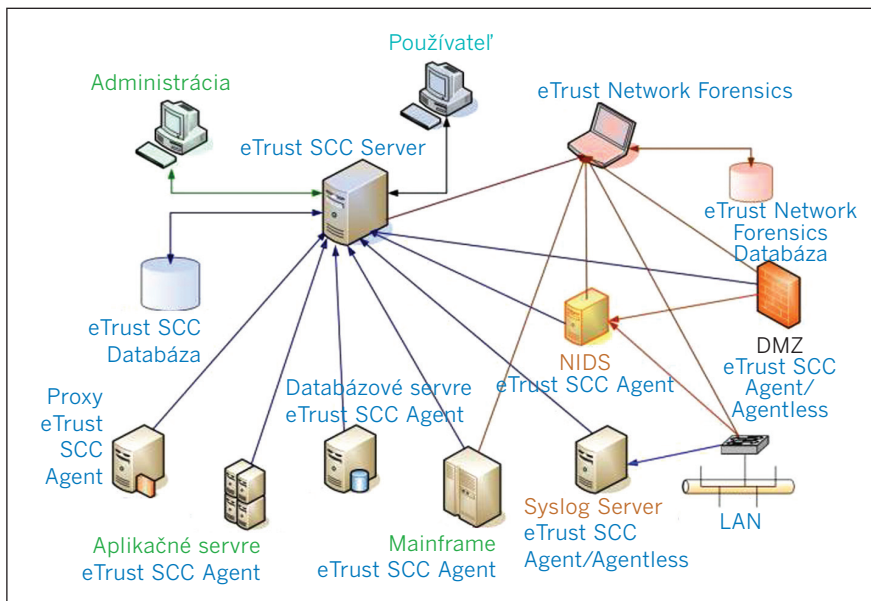 Používateľ
Administrácia
eTrust Network Forensics
eTrust SCC Server
eTrust Network
Forensics
Databáza
eTrust SCC
Databáza
DMZ
eTrust SCC
Agent/
Agentless
NIDS
eTrust SCC Agent
Databázové servre
eTrust SCC Agent
Proxy
eTrust
SCC
Agent
Syslog Server
eTrust SCC
Agent/Agentless
LAN
Aplikačné servre
eTrust SCC Agent
Mainframe
eTrust SCC Agent